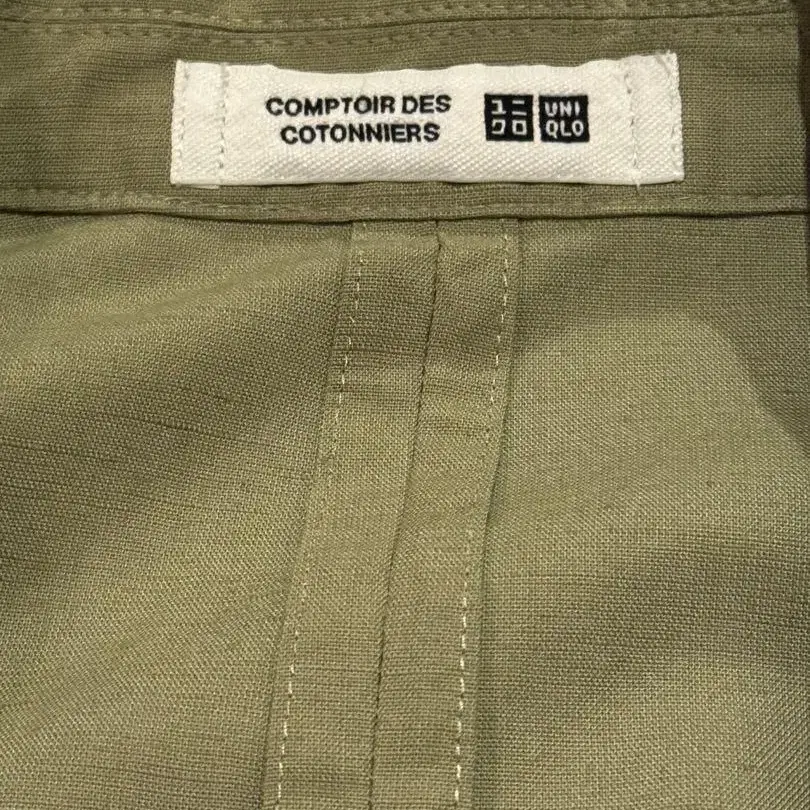 COMPTOIR DES
COTONNIERS
ユニ
クロ
UNI
QLO